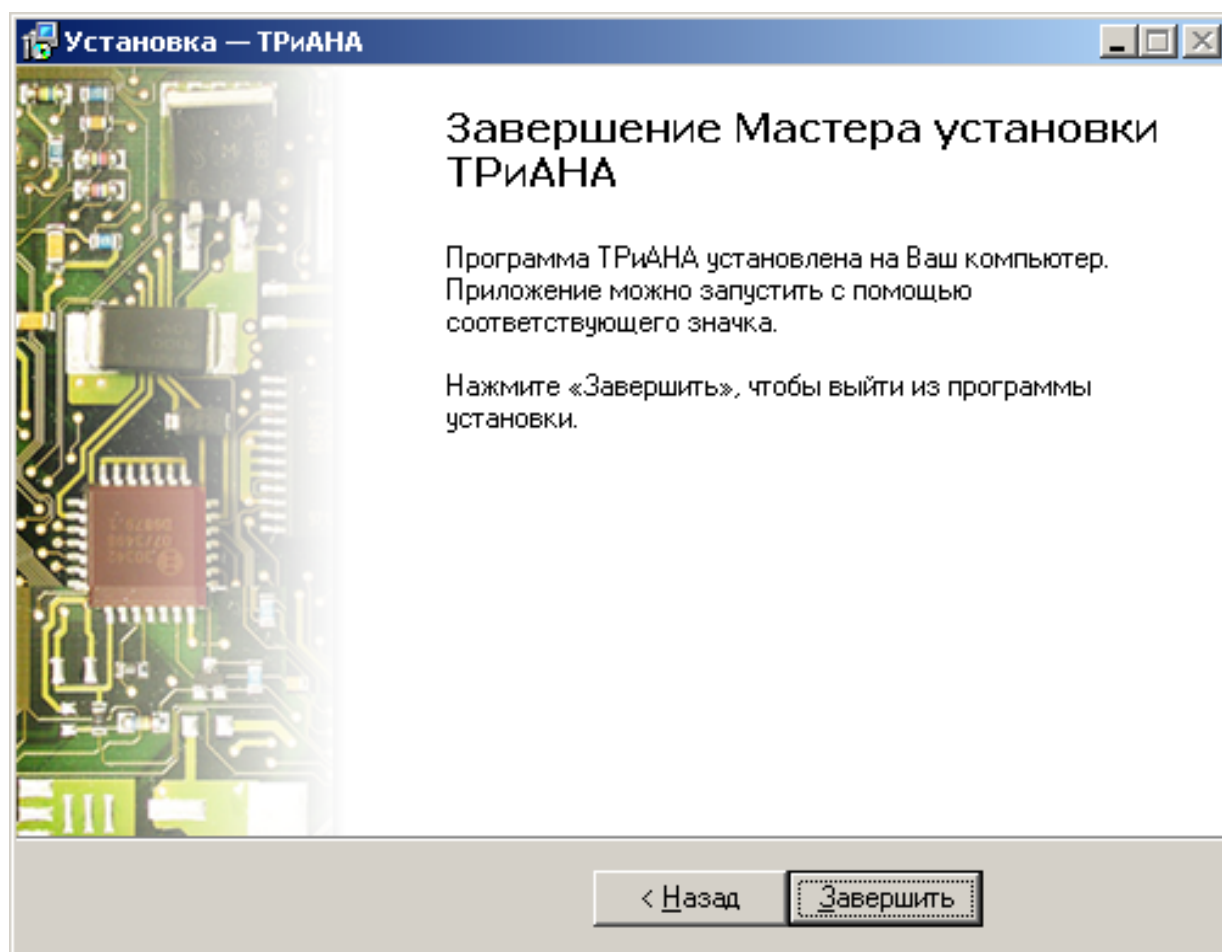 Установка — ТРиАНА
Завершение Мастера установки
ТРиАНА
Программа ТРиАНА установлена на Ваш компьютер.
Приложение можно запустить с помощью
соответствующего значка.
Нажмите «Завершить», чтобы выйти из программы
установки.
< Назад
Завершить